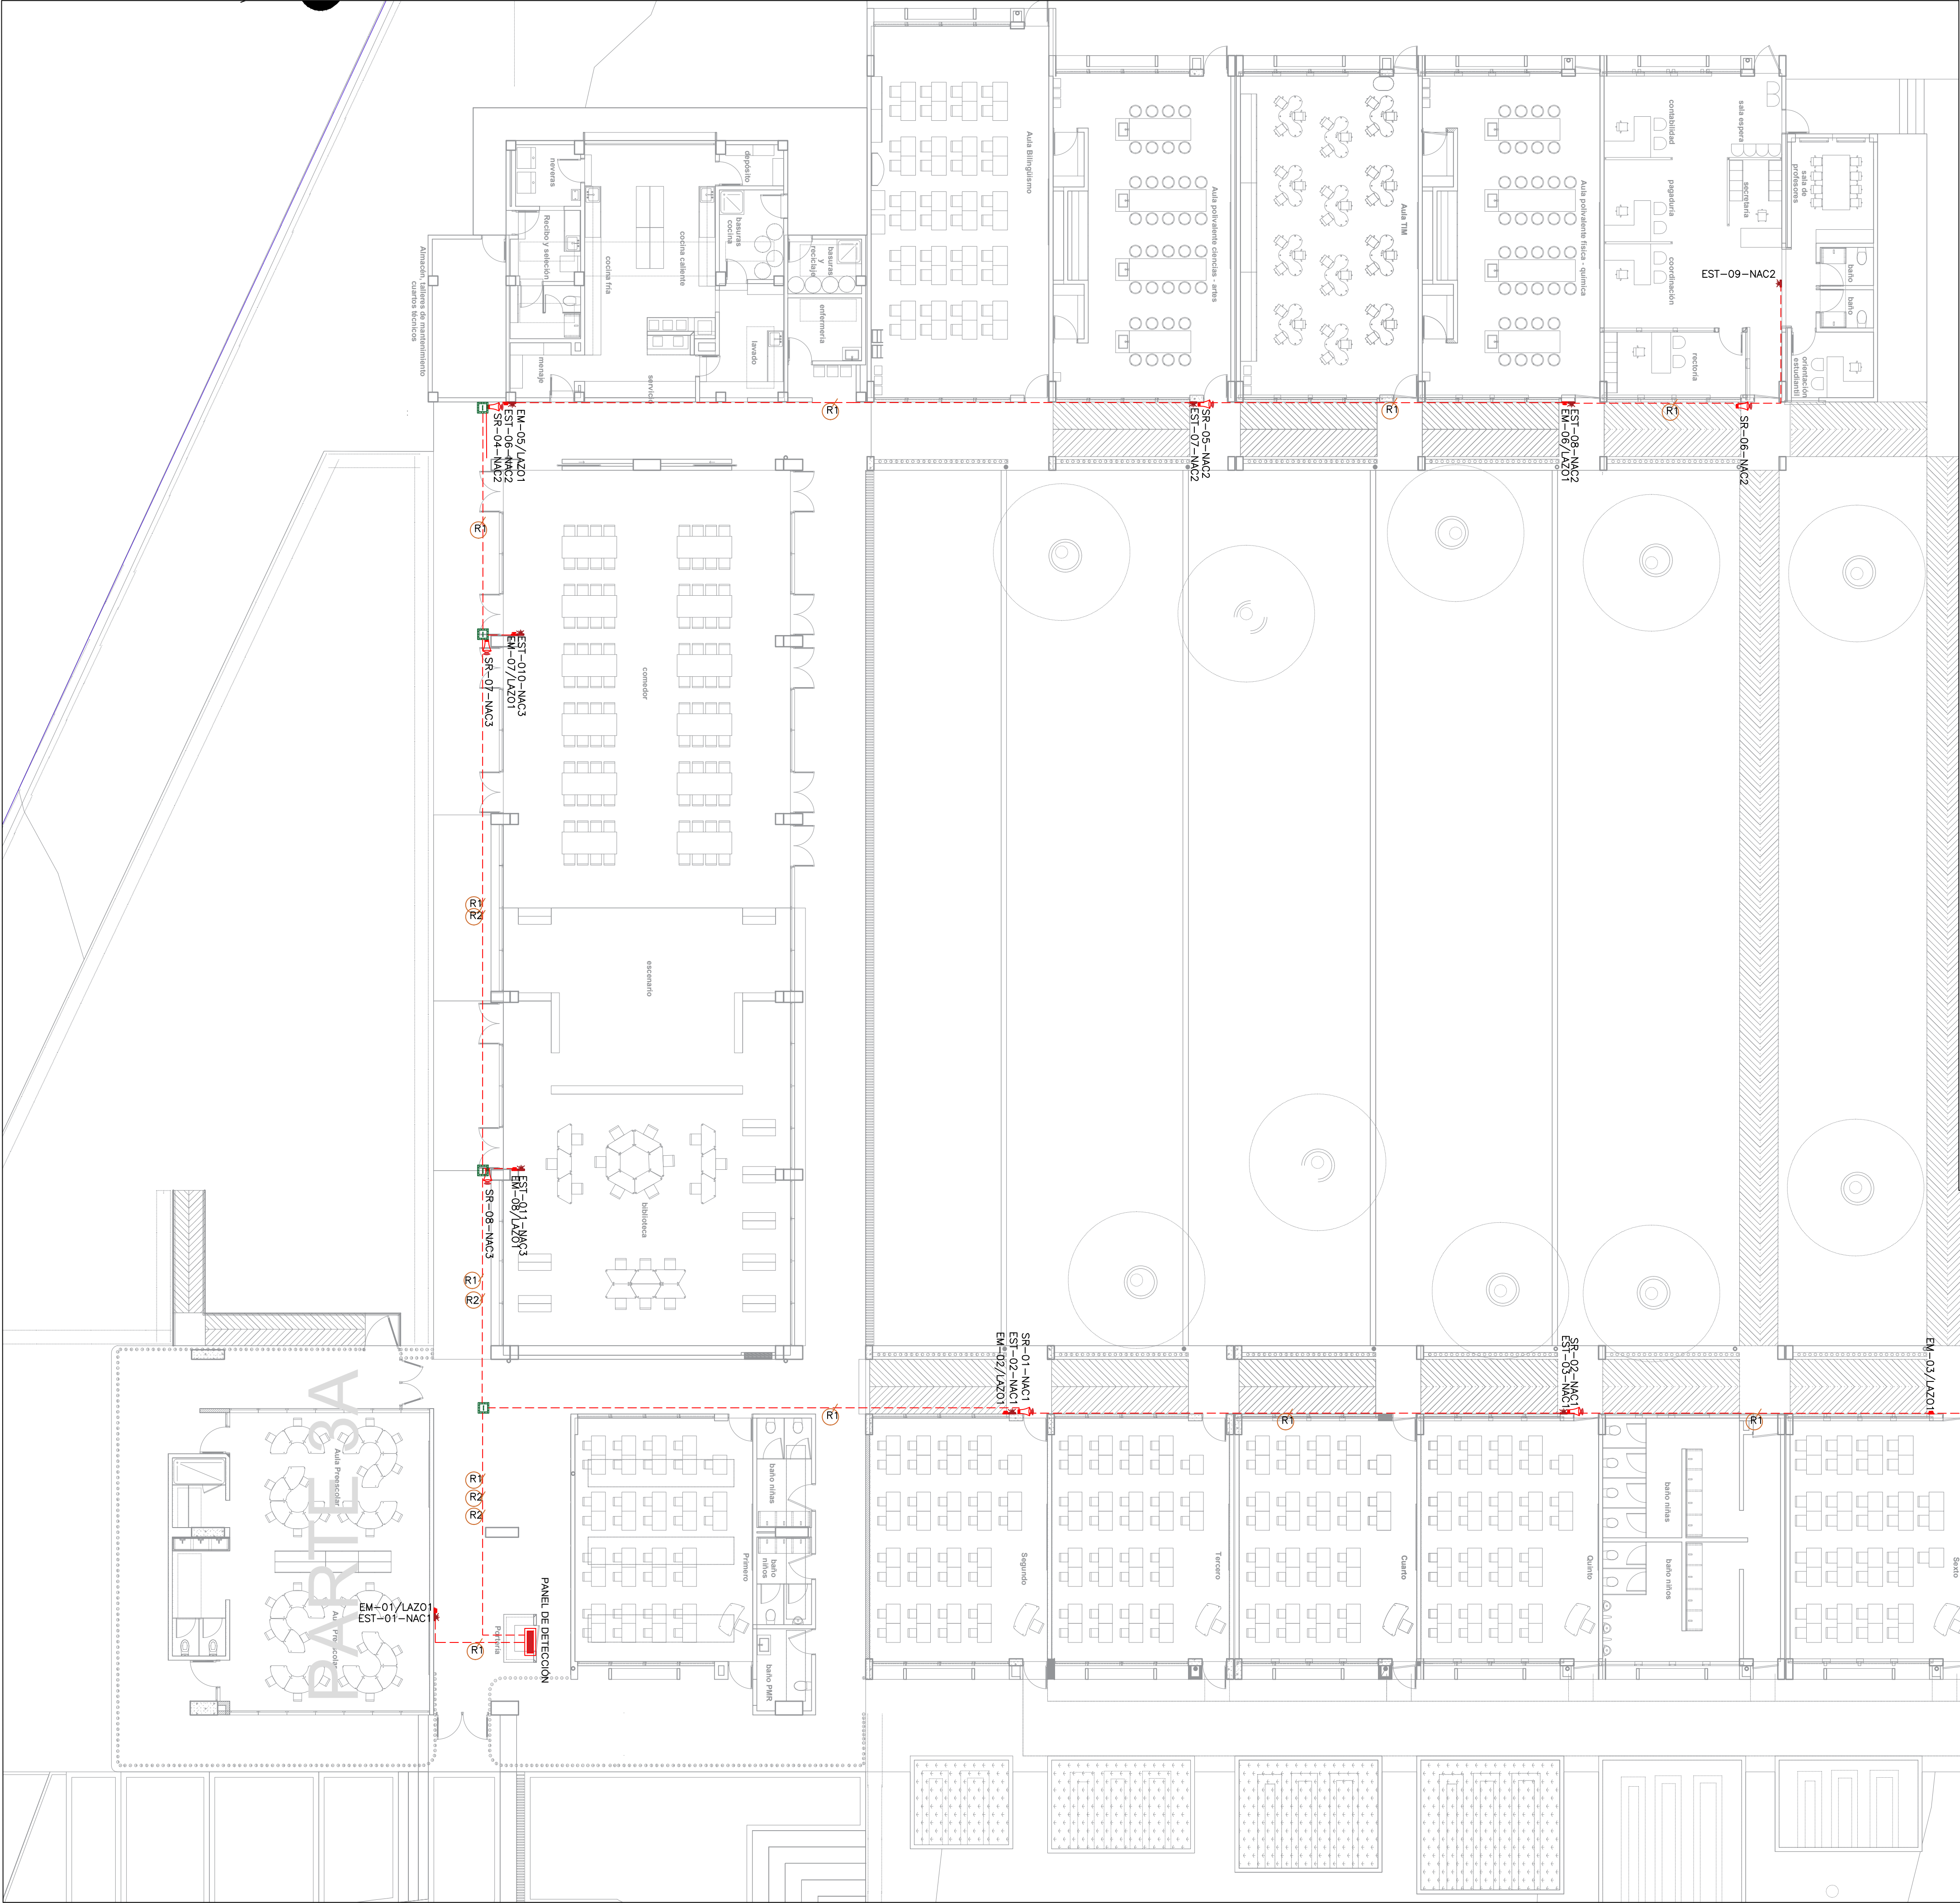 Aula Bilingüismo
Aula polivalente ciencias - artes
Aula TIM
Aula polivalente física - química
contabilidad
sala espera
pagaduría
secretaria
coordinación
rectoria
sala de
profesores
baño
baño
orientación
estudiantil
EST-09-NAC2
neveras
depósito
Recibo y seleción
basuras
cocina
basuras
y
reciclaje
cocina caliente
cocina fría
enfermería
lavado
menaje
servicio
Almacén, talleres de mantenimiento
cuartos técnicos
R1
R1
R1
EM-05/LAZO1
EST-06-NAC2
SR-04-NAC2
SR-05-NAC2
EST-07-NAC2
EST-08-NAC2
EM-06/LAZO1
SR-06-NAC2
R1
EST-010-NAC3
EM-07/LAZO1
SR-07-NAC3
comedor
R1
R2
escenario
EST-011-NAC3
EM-08/LAZO1
SR-08-NAC3
biblioteca
R1
R2
SR-01-NAC1
EST-02-NAC1
EM-02/LAZO1
SR-02-NAC1
EST-03-NAC1
EM-03/LAZO1
R1
R1
R1
R1
R2
R2
PARTE 3A
Aula Preescolar
Aula Preescolar
EM-01/LAZO1
EST-01-NAC1
R1
Portería
PANEL DE DETECCIÓN
Primero
baño niñas
baño
niños
baño PMR
Segundo
Tercero
Cuarto
Quinto
baño niñas
baño niños
Sexto